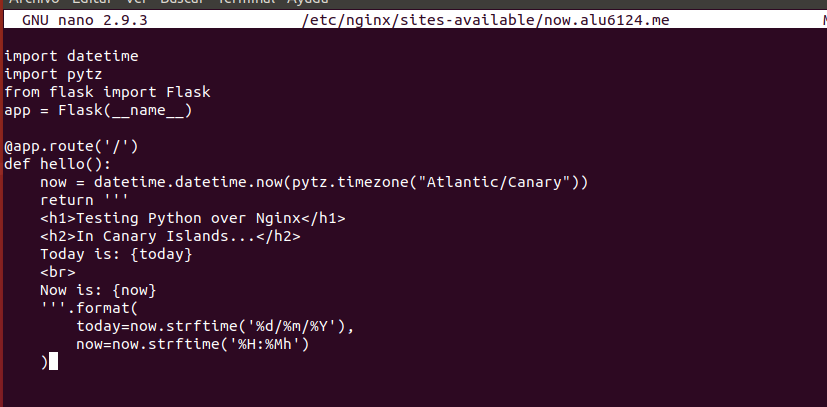 Archivo Editar Ver Buscar Terminal Ayuda
GNU nano 2.9.3 /etc/nginx/sites-available/now.alu6124.me
import datetime
import pytz
from flask import Flask
app = Flask(__name__)
@app.route('/')
def hello():
    now = datetime.datetime.now(pytz.timezone("Atlantic/Canary"))
    return '''
    <h1>Testing Python over Nginx</h1>
    <h2>In Canary Islands...</h2>
    Today is: {today}
    <br>
    Now is: {now}
    '''.format(
        today=now.strftime('%d/%m/%Y'),
        now=now.strftime('%H:%Mh')
    )